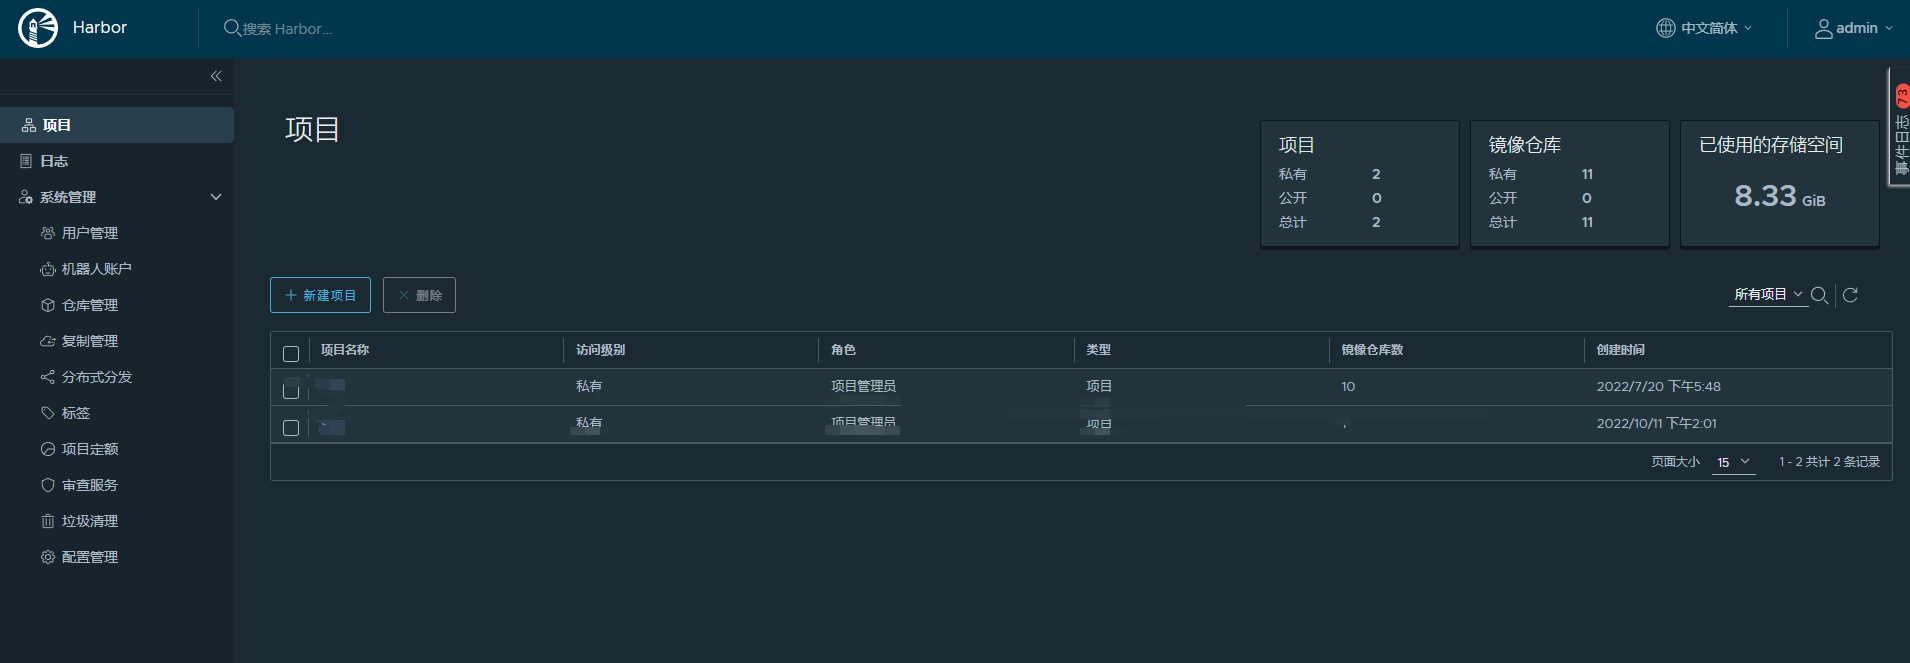 Harbor
搜索 Harbor...
中文简体
admin
项目
日志
系统管理
用户管理
机器人账户
仓库管理
复制管理
分布式分发
标签
项目定额
审查服务
垃圾清理
配置管理
项目
项目
私有 2
公开 0
总计 2
镜像仓库
私有 11
公开 0
总计 11
已使用的存储空间
8.33 GiB
73
事件日志
新建项目
删除
所有项目
项目名称 访问级别 角色 类型 镜像仓库数 创建时间
私有 项目管理员 项目 10 2022/7/20 下午5:48
私有 项目管理员 项目 2022/10/11 下午2:01
页面大小 15 1 - 2 共计 2 条记录